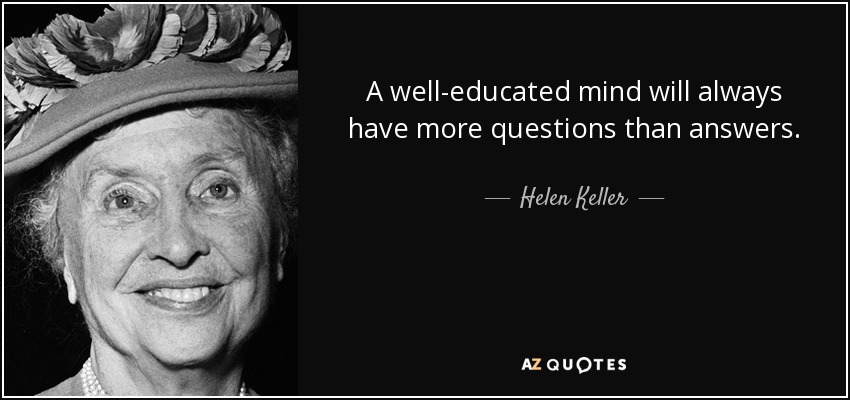 A well-educated mind will always
have more questions than answers.
— Helen Keller —
AZ QUOTES